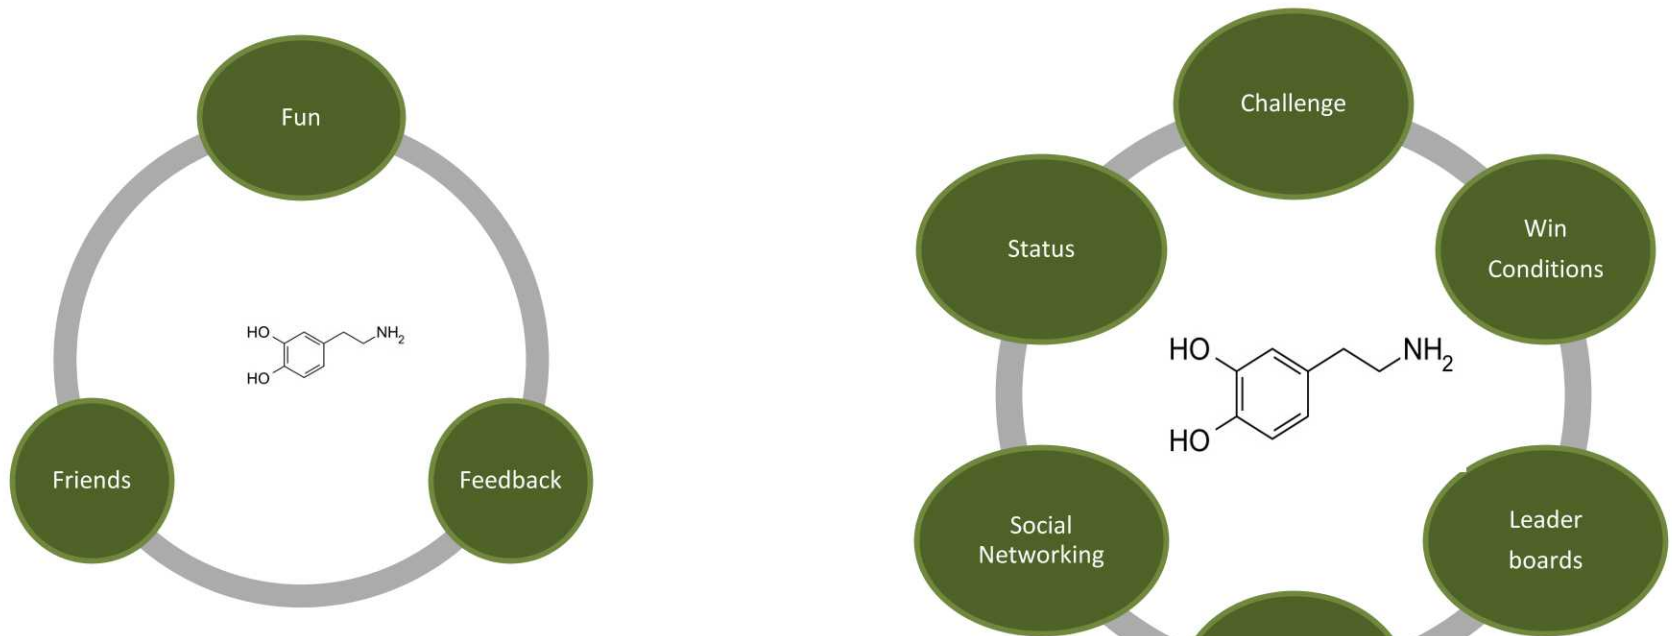 Fun
HO
NH2
HO
Friends
Feedback
Challenge
Status
Win
Conditions
HO
NH2
HO
Social
Networking
Leader
boards